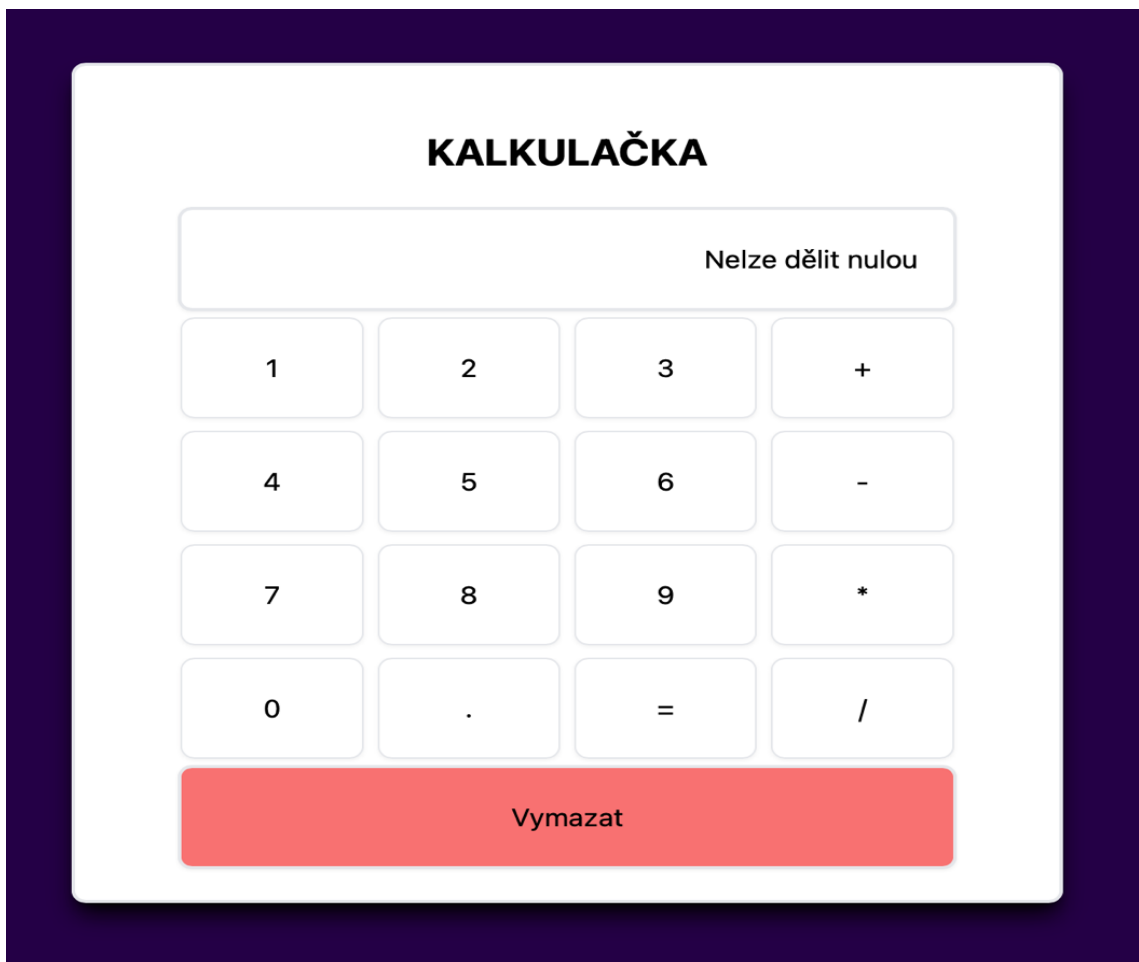 KALKULAČKA
Nelze dělit nulou
1 2 3 +
4 5 6 -
7 8 9 *
0 . = /
Vymazat